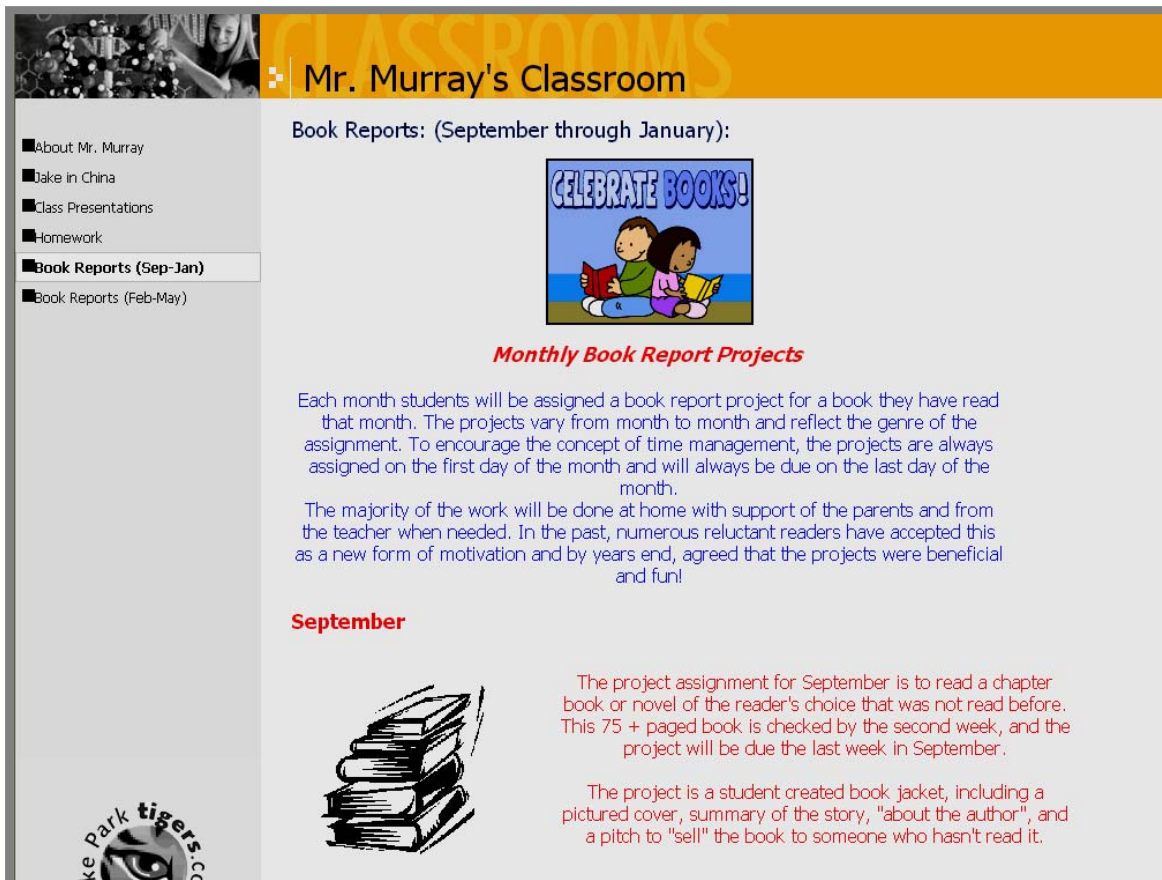 CLASSROOMS
Mr. Murray's Classroom
About Mr. Murray
Jake in China
Class Presentations
Homework
Book Reports (Sep-Jan)
Book Reports (Feb-May)
Book Reports: (September through January):
CELEBRATE BOOKS!
Monthly Book Report Projects
Each month students will be assigned a book report project for a book they have read
that month. The projects vary from month to month and reflect the genre of the
assignment. To encourage the concept of time management, the projects are always
assigned on the first day of the month and will always be due on the last day of the
month.
The majority of the work will be done at home with support of the parents and from
the teacher when needed. In the past, numerous reluctant readers have accepted this
as a new form of motivation and by years end, agreed that the projects were beneficial
and fun!
September
The project assignment for September is to read a chapter
book or novel of the reader's choice that was not read before.
This 75 + paged book is checked by the second week, and the
project will be due the last week in September.
The project is a student created book jacket, including a
pictured cover, summary of the story, "about the author", and
a pitch to "sell" the book to someone who hasn't read it.
Park tigers.co